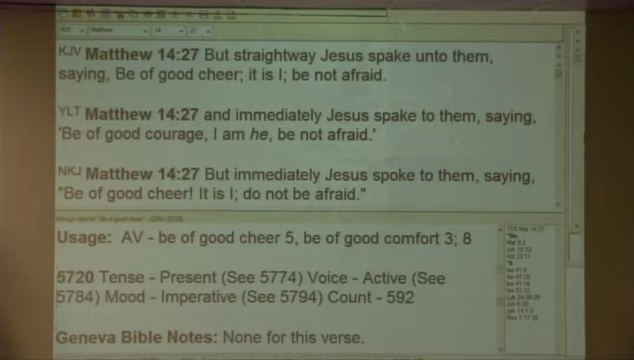 Matthew
14
27
KJV Matthew 14:27 But straightway Jesus spake unto them,
saying, Be of good cheer; it is I; be not afraid.
YLT Matthew 14:27 and immediately Jesus spake to them, saying,
'Be of good courage, I am he, be not afraid.'
NKJ Matthew 14:27 But immediately Jesus spoke to them, saying,
"Be of good cheer! It is I; do not be afraid."
Usage: AV - be of good cheer 5, be of good comfort 3; 8
5720 Tense - Present (See 5774) Voice - Active (See
5784) Mood - Imperative (See 5794) Count - 592
Geneva Bible Notes: None for this verse.